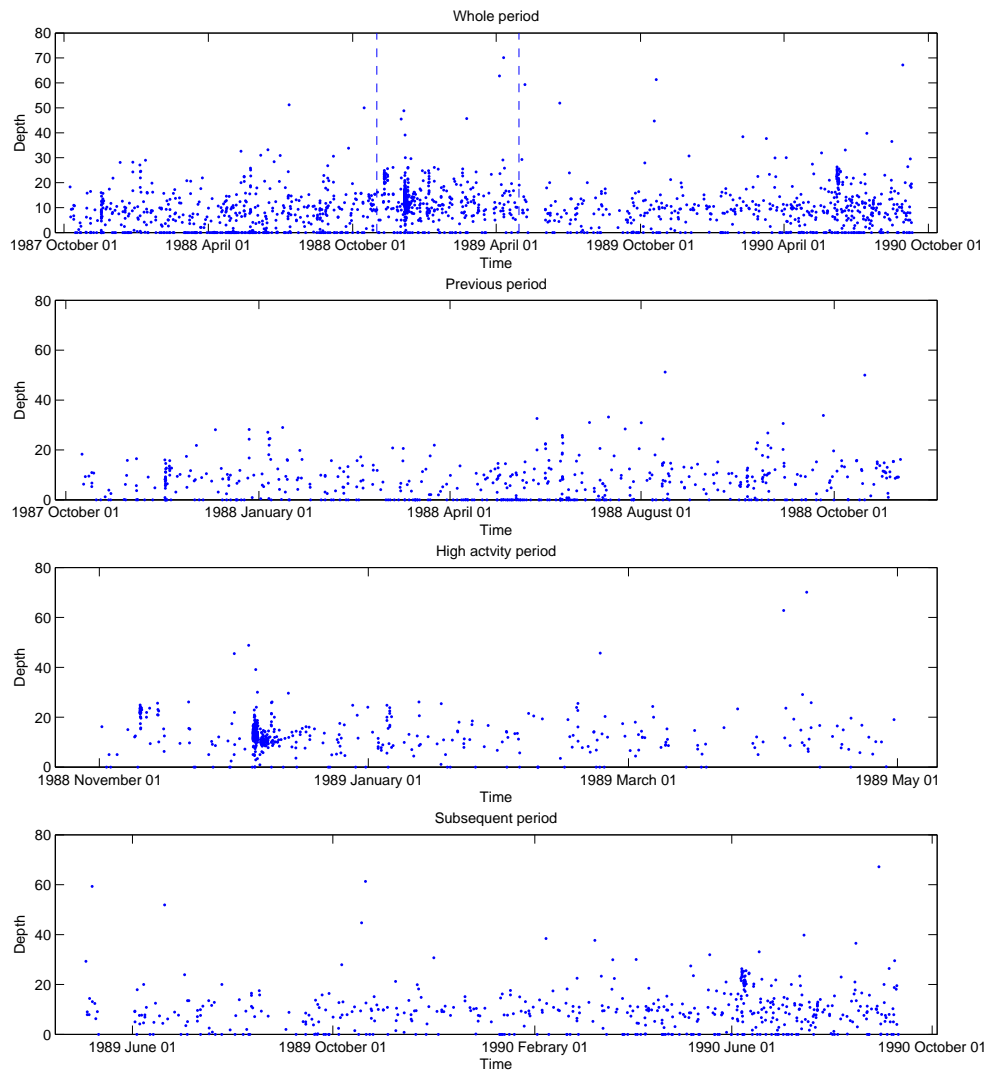 Whole period
80
70
60
50
40
30
20
10
0
Depth
1987 October 01 1988 April 01 1988 October 01 1989 April 01 1989 October 01 1990 April 01 1990 October 01
Time
Previous period
80
60
40
20
0
Depth
1987 October 01 1988 January 01 1988 April 01 1988 August 01 1988 October 01
Time
High actvity period
80
60
40
20
0
Depth
1988 November 01 1989 January 01 1989 March 01 1989 May 01
Time
Subsequent period
80
60
40
20
0
Depth
1989 June 01 1989 October 01 1990 Febrary 01 1990 June 01 1990 October 01
Time